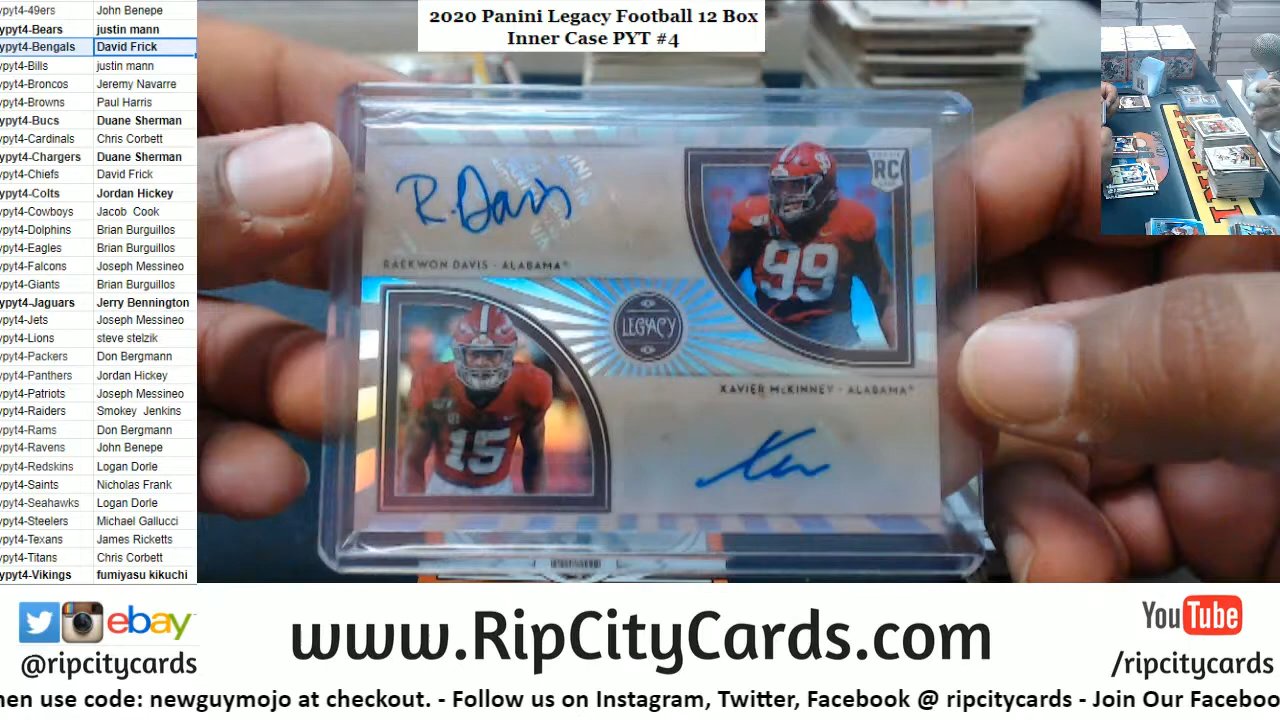 ypyt4-49ers John Benepe
ypyt4-Bears justin mann
ypyt4-Bengals David Frick
ypyt4-Bills justin mann
ypyt4-Broncos Jeremy Navarre
ypyt4-Browns Paul Harris
ypyt4-Bucs Duane Sherman
ypyt4-Cardinals Chris Corbett
ypyt4-Chargers Duane Sherman
ypyt4-Chiefs David Frick
ypyt4-Colts Jordan Hickey
ypyt4-Cowboys Jacob Cook
ypyt4-Dolphins Brian Burguillos
ypyt4-Eagles Brian Burguillos
ypyt4-Falcons Joseph Messineo
ypyt4-Giants Brian Burguillos
ypyt4-Jaguars Jerry Bennington
ypyt4-Jets Joseph Messineo
ypyt4-Lions steve stelzik
ypyt4-Packers Don Bergmann
ypyt4-Panthers Jordan Hickey
ypyt4-Patriots Joseph Messineo
ypyt4-Raiders Smokey Jenkins
ypyt4-Rams Don Bergmann
ypyt4-Ravens John Benepe
ypyt4-Redskins Logan Dorle
ypyt4-Saints Nicholas Frank
ypyt4-Seahawks Logan Dorle
ypyt4-Steelers Michael Gallucci
ypyt4-Texans James Ricketts
ypyt4-Titans Chris Corbett
ypyt4-Vikings fumiyasu kikuchi
2020 Panini Legacy Football 12 Box
Inner Case PYT #4
R. Davis
RC
99
RAEKWON DAVIS - ALABAMA®
LEGACY
15
XAVIER McKINNEY - ALABAMA®
ebay
@ripcitycards
www.RipCityCards.com
YouTube
/ripcitycards
hen use code: newguymojo at checkout. - Follow us on Instagram, Twitter, Facebook @ ripcitycards - Join Our Faceboo